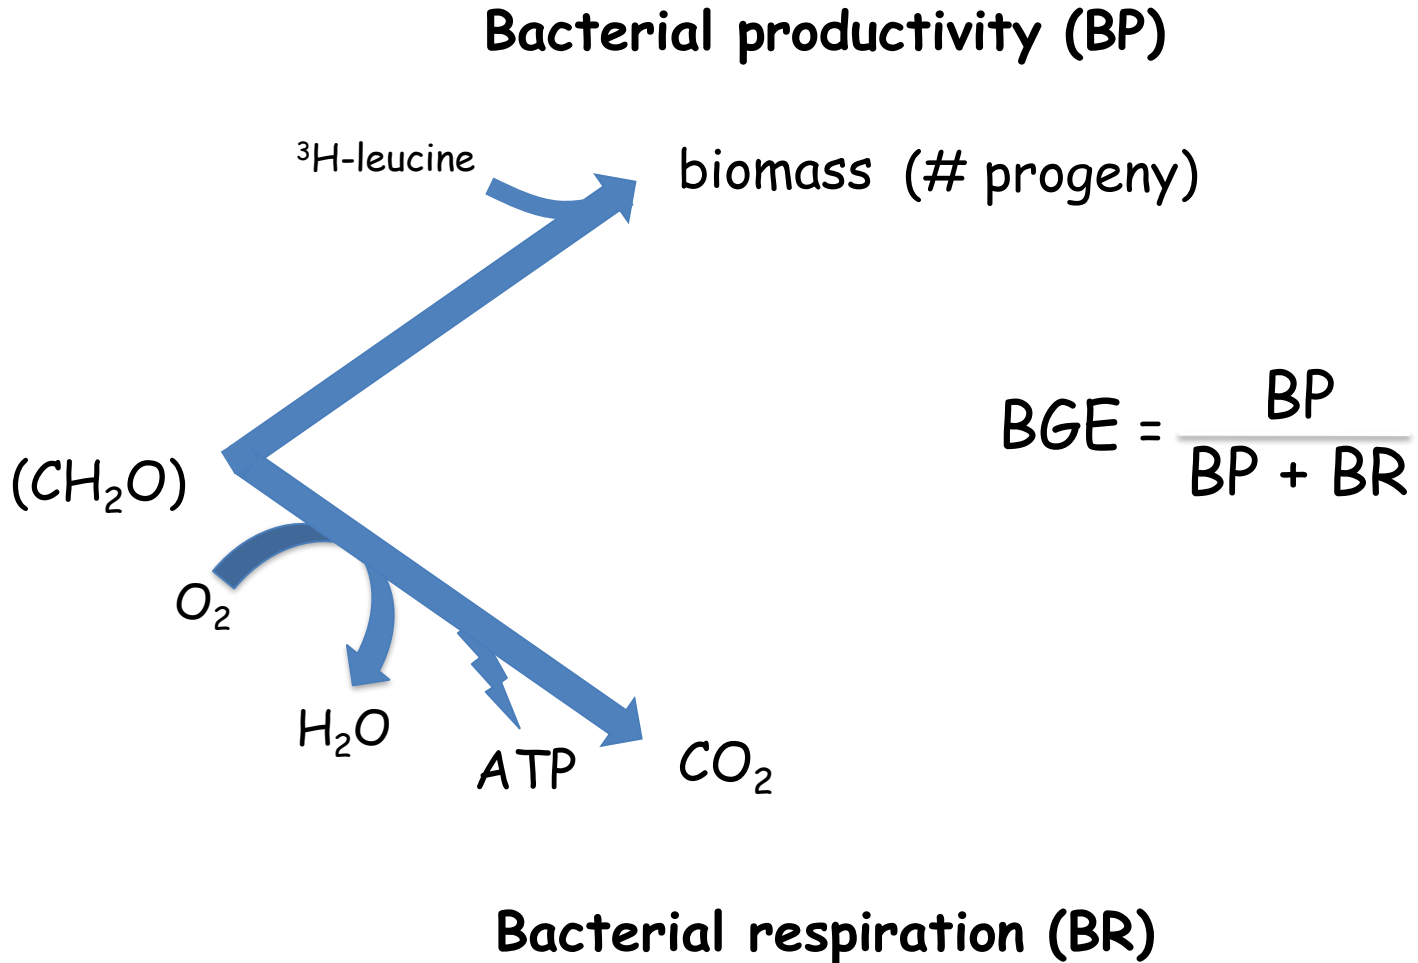 Bacterial productivity (BP)
³H-leucine
biomass (# progeny)
BGE = BP
BP + BR
(CH₂O)
O₂
H₂O
ATP
CO₂
Bacterial respiration (BR)